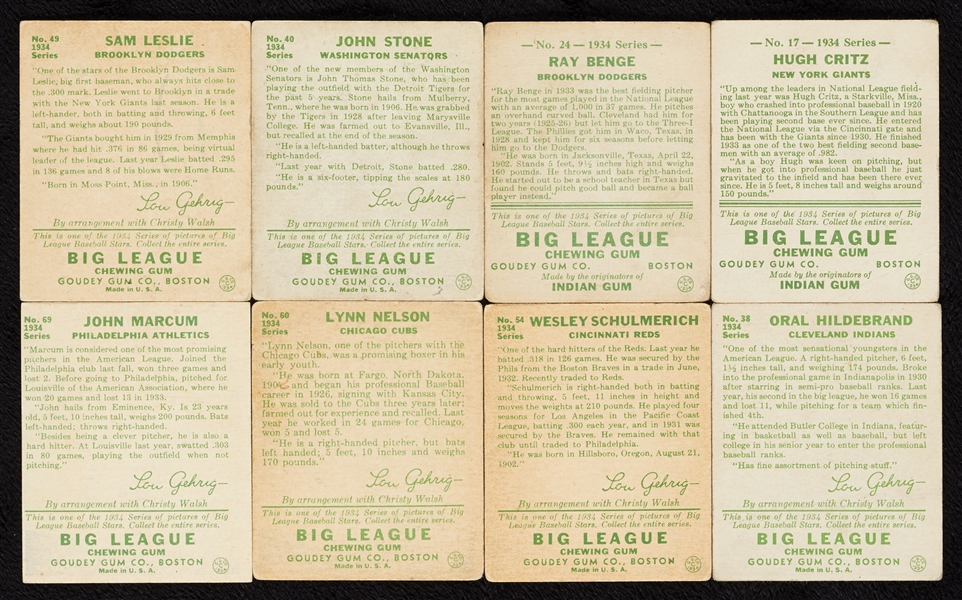 No. 49
1934
Series
SAM LESLIE
BROOKLYN DODGERS
"One of the stars of the Brooklyn Dodgers is Sam
Leslie, big first baseman, who always hits close to
the .300 mark. Leslie went to Brooklyn in a trade
with the New York Giants last season. He is a
left-hander, both in batting and throwing, 6 feet
tall, and weighs about 190 pounds.
"The Giants bought him in 1929 from Memphis
where he had hit .376 in 86 games, being virtual
leader of the league. Last year Leslie batted .295
in 136 games and 8 of his blows were Home Runs.
"Born in Moss Point, Miss., in 1906."
Lou Gehrig
By arrangement with Christy Walsh
This is one of the 1934 Series of pictures of Big
League Baseball Stars. Collect the entire series.
BIG LEAGUE
CHEWING GUM
GOUDEY GUM CO., BOSTON
Made in U. S. A.
No. 40
1934
Series
JOHN STONE
WASHINGTON SENATORS
"One of the new members of the Washington
Senators is John Thomas Stone, who has been
playing the outfield with the Detroit Tigers for
the past 5 years. Stone hails from Mulberry,
Tenn., where he was born in 1906. He was grabbed
by the Tigers in 1928 after leaving Marysville
College. He was farmed out to Evansville, Ill.,
but recalled at the end of the season.
"He is a left-handed batter, although he throws
right-handed.
"Last year with Detroit, Stone batted .280.
"He is a six-footer, tipping the scales at 180
pounds."
Lou Gehrig
By arrangement with Christy Walsh
This is one of the 1934 Series of pictures of Big
League Baseball Stars. Collect the entire series.
BIG LEAGUE
CHEWING GUM
GOUDEY GUM CO., BOSTON
Made in U. S. A.
— No. 24 — 1934 Series —
RAY BENGE
BROOKLYN DODGERS
"Ray Benge in 1933 was the best fielding pitcher
for the most games played in the National League
with an average of 1.000 in 37 games. He pitches
an overhand curved ball. Cleveland had him for
two years (1925-26) but let him go to the Three-I
League. The Phillies got him in Waco, Texas, in
1928 and kept him for six seasons before letting
him go to the Dodgers.
"He was born in Jacksonville, Texas, April 22,
1902. Stands 5 feet, 9½ inches high and weighs
160 pounds. He throws and bats right-handed.
He started out to be a school teacher in Texas but
found he could pitch good ball and became a ball
player instead."
This is one of the 1934 Series of pictures of Big
League Baseball Stars. Collect the entire series.
BIG LEAGUE
CHEWING GUM
GOUDEY GUM CO. BOSTON
Made by the originators of
INDIAN GUM
— No. 17 — 1934 Series —
HUGH CRITZ
NEW YORK GIANTS
"Up among the leaders in National League field-
ing last year was Hugh Critz, a Starkville, Miss.,
boy who crashed into professional baseball in 1920
with Chattanooga in the Southern League and has
been playing second base ever since. He entered
the National League via the Cincinnati gate and
has been with the Giants since 1930. He finished
1933 as one of the two best fielding second base-
men with an average of .982.
"As a boy Hugh was keen on pitching, but
when he got into professional baseball he just
gravitated to the infield and has been there ever
since. He is 5 feet, 8 inches tall and weighs around
150 pounds."
This is one of the 1934 Series of pictures of Big
League Baseball Stars. Collect the entire series.
BIG LEAGUE
CHEWING GUM
GOUDEY GUM CO. BOSTON
Made by the originators of
INDIAN GUM
No. 69
1934
Series
JOHN MARCUM
PHILADELPHIA ATHLETICS
"Marcum is considered one of the most promising
pitchers in the American League. Joined the
Philadelphia club last fall, won three games and
lost 2. Before going to Philadelphia, pitched for
Louisville of the American Association, where he
won 20 games and lost 13 in 1933.
"John hails from Eminence, Ky. Is 23 years
old, 5 feet, 10 inches tall, weighs 200 pounds. Bats
left-handed; throws right-handed.
"Besides being a clever pitcher, he is also a
hard hitter. At Louisville last year, swatted .303
in 80 games, playing the outfield when not
pitching."
Lou Gehrig
By arrangement with Christy Walsh
This is one of the 1934 Series of pictures of Big
League Baseball Stars. Collect the entire series.
BIG LEAGUE
CHEWING GUM
GOUDEY GUM CO., BOSTON
Made in U. S. A.
No. 60
1934
Series
LYNN NELSON
CHICAGO CUBS
"Lynn Nelson, one of the pitchers with the
Chicago Cubs, was a promising boxer in his
early youth.
"He was born at Fargo, North Dakota,
and began his professional Baseball
career in 1926, signing with Kansas City.
He was sold to the Cubs three years later;
farmed out for experience and recalled. Last
year he worked in 24 games for Chicago,
won 5 and lost 5.
"He is a right-handed pitcher, but bats
left handed; 5 feet, 10 inches and weighs
170 pounds."
Lou Gehrig
By arrangement with Christy Walsh
This is one of the 1934 Series of pictures of Big
League Baseball Stars. Collect the entire series.
BIG LEAGUE
CHEWING GUM
GOUDEY GUM CO., BOSTON
Made in U. S. A.
No. 54
1934
Series
WESLEY SCHULMERICH
CINCINNATI REDS
"One of the hard hitters of the Reds. Last year he
batted .318 in 126 games. He was secured by the
Phils from the Boston Braves in a trade in June,
1932. Recently traded to Reds.
"Schulmerich is right-handed both in batting
and throwing, 5 feet, 11 inches in height and
moves the weights at 210 pounds. He played four
seasons for Los Angeles in the Pacific Coast
League, batting .300 each year, and in 1931 was
secured by the Braves. He remained with that
club until traded to Philadelphia.
"He was born in Hillsboro, Oregon, August 21,
1902."
Lou Gehrig
By arrangement with Christy Walsh
This is one of the 1934 Series of pictures of Big
League Baseball Stars. Collect the entire series.
BIG LEAGUE
CHEWING GUM
GOUDEY GUM CO., BOSTON
Made in U. S. A.
No. 38
1934
Series
ORAL HILDEBRAND
CLEVELAND INDIANS
"One of the most sensational youngsters in the
American League. A right-handed pitcher, 6 feet,
1½ inches tall, and weighing 174 pounds. Broke
into the professional game in Indianapolis in 1930
after starring in semi-pro baseball ranks. Last
year, his second in the big league, he won 16 games
and lost 11, while pitching for a team which fin-
ished 4th.
"He attended Butler College in Indiana, featur-
ing in basketball as well as baseball, but left
college in his senior year to enter the professional
baseball ranks.
"Has fine assortment of pitching stuff."
Lou Gehrig
By arrangement with Christy Walsh
This is one of the 1934 Series of pictures of Big
League Baseball Stars. Collect the entire series.
BIG LEAGUE
CHEWING GUM
GOUDEY GUM CO., BOSTON
Made in U. S. A.